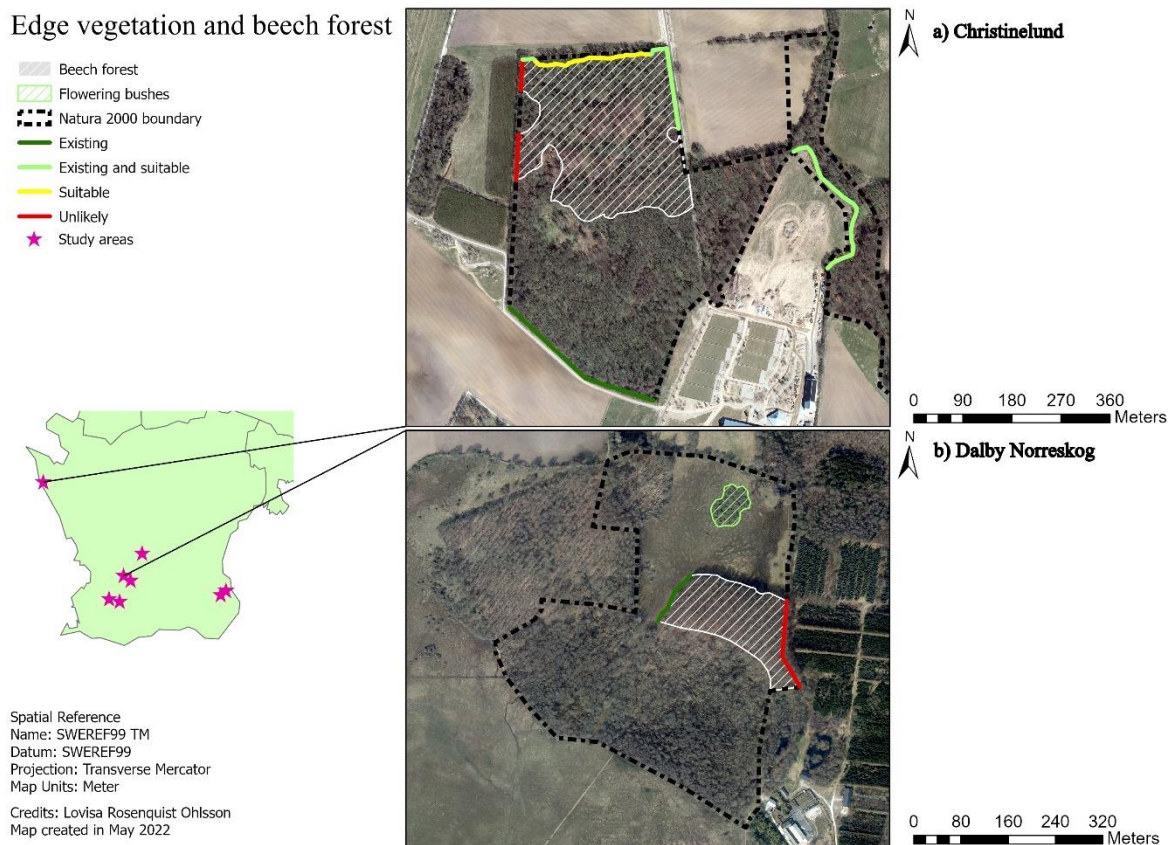 Edge vegetation and beech forest
Beech forest
Flowering bushes
Natura 2000 boundary
Existing
Existing and suitable
Suitable
Unlikely
Study areas
Spatial Reference
Name: SWEREF99 TM
Datum: SWEREF99
Projection: Transverse Mercator
Map Units: Meter
Credits: Lovisa Rosenquist Ohlsson
Map created in May 2022
N
a) Christinelund
0 90 180 270 360
Meters
N
b) Dalby Norreskog
0 80 160 240 320
Meters